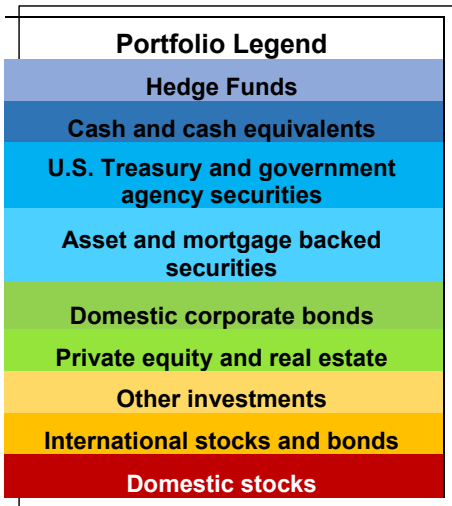 Portfolio Legend
Hedge Funds
Cash and cash equivalents
U.S. Treasury and government
agency securities
Asset and mortgage backed
securities
Domestic corporate bonds
Private equity and real estate
Other investments
International stocks and bonds
Domestic stocks